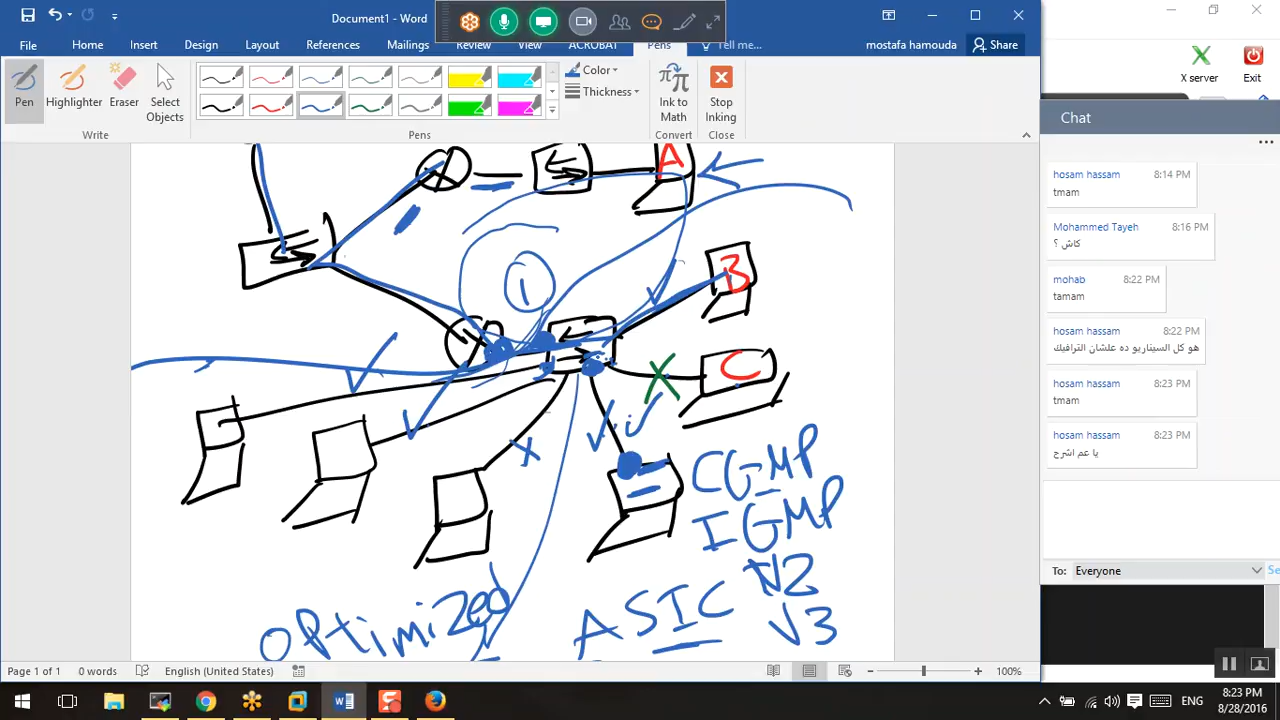 Document1 - Word
File
Home
Insert
Design
Layout
References
Mailings
Review
View
ACROBAT
Pens
Tell me...
mostafa hamouda
Share
Pen
Highlighter
Eraser
Select
Objects
Write
Pens
Color
Thickness
Ink to
Math
Convert
Stop
Inking
Close
X server
Exit
Chat
hosam hassam 8:14 PM
tmam
Mohammed Tayeh 8:16 PM
كاش ؟
mohab 8:22 PM
tamam
hosam hassam 8:22 PM
هو كل السيناريو ده علشان الترافيك
hosam hassam 8:23 PM
tmam
hosam hassam 8:23 PM
يا عم اشرح
To: Everyone
A
1
B
C
CGMP
IGMP
V2
V3
optimized
ASIC
Page 1 of 1
0 words
English (United States)
100%
ENG
8:23 PM
8/28/2016